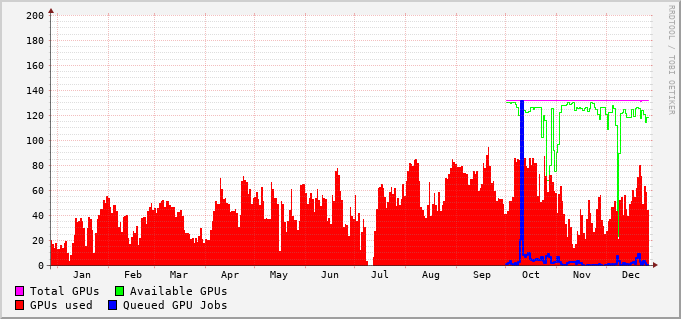 200
180
160
140
120
100
80
60
40
20
0
Jan Feb Mar Apr May Jun Jul Aug Sep Oct Nov Dec
Total GPUs Available GPUs
GPUs used Queued GPU Jobs
RRDTOOL / TOBI OETIKER